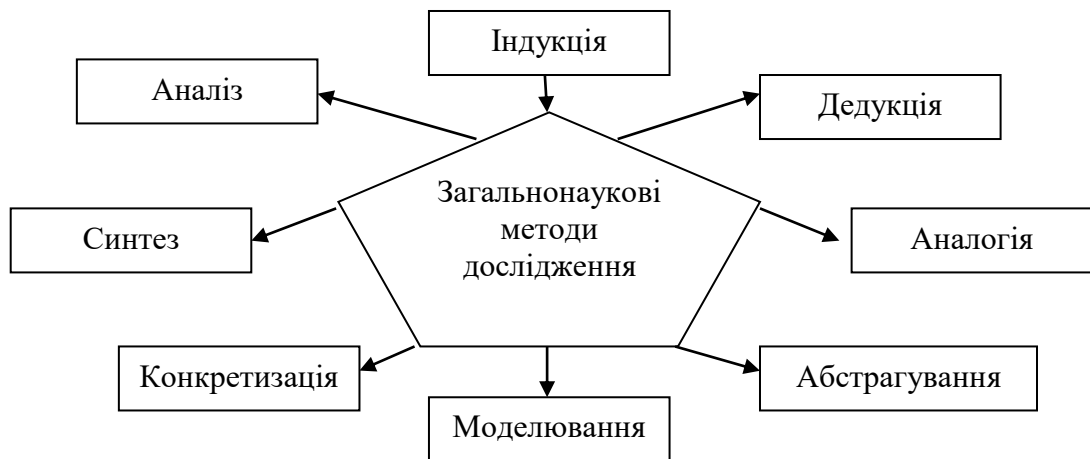 Індукція
Аналіз
Дедукція
Загальнонаукові
методи
дослідження
Синтез
Аналогія
Конкретизація
Абстрагування
Моделювання